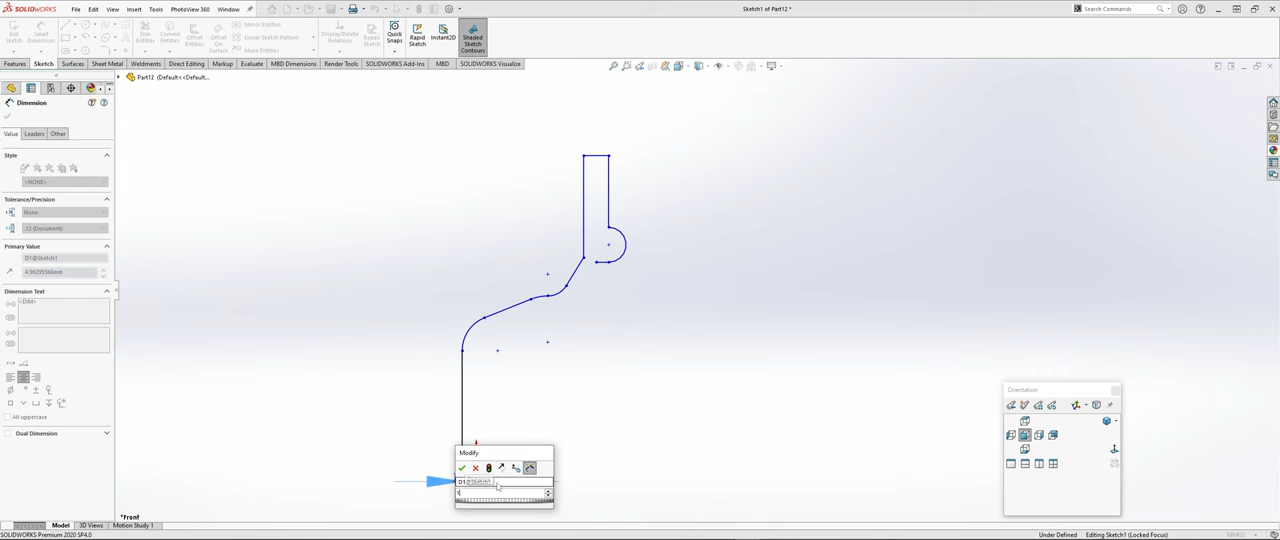 SOLIDWORKS File Edit View Insert Tools PhotoView 360 Window Sketch1 of Part12 * Search Commands
Exit Sketch Smart Dimension Trim Entities Convert Entities Offset Entities Offset On Surface Mirror Entities Linear Sketch Pattern Move Entities Display/Delete Relations Repair Sketch Quick Snaps Rapid Sketch Instant2D Shaded Sketch Contours
Features Sketch Surfaces Sheet Metal Weldments Direct Editing Markup Evaluate MBD Dimensions Render Tools SOLIDWORKS Add-Ins MBD SOLIDWORKS Visualize
Part12 (Default<<Default...
Dimension
Value Leaders Other
Style
<NONE>
Tolerance/Precision
None
.12 (Document)
Primary Value
D1@Sketch1
Dimension Text
<DIM>
All uppercase
Dual Dimension
Orientation
Modify
D1@Sketch1
*Front
Model 3D Views Motion Study 1
SOLIDWORKS Premium 2020 SP4.0 Under Defined Editing Sketch1 (Locked Focus) MMGS